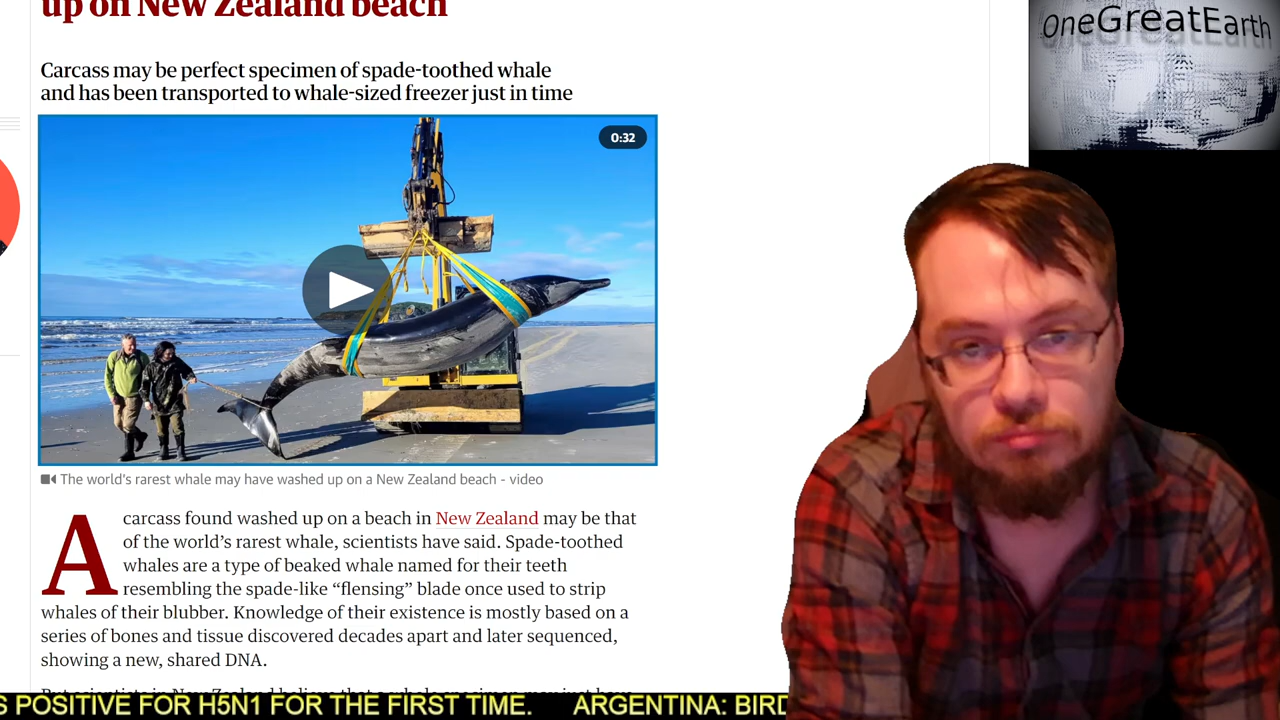 up on New Zealand beach
OneGreatEarth
Carcass may be perfect specimen of spade-toothed whale
and has been transported to whale-sized freezer just in time
0:32
The world's rarest whale may have washed up on a New Zealand beach - video
A carcass found washed up on a beach in New Zealand may be that
of the world's rarest whale, scientists have said. Spade-toothed
whales are a type of beaked whale named for their teeth
resembling the spade-like “flensing” blade once used to strip
whales of their blubber. Knowledge of their existence is mostly based on a
series of bones and tissue discovered decades apart and later sequenced,
showing a new, shared DNA.
S POSITIVE FOR H5N1 FOR THE FIRST TIME. ARGENTINA: BIRD